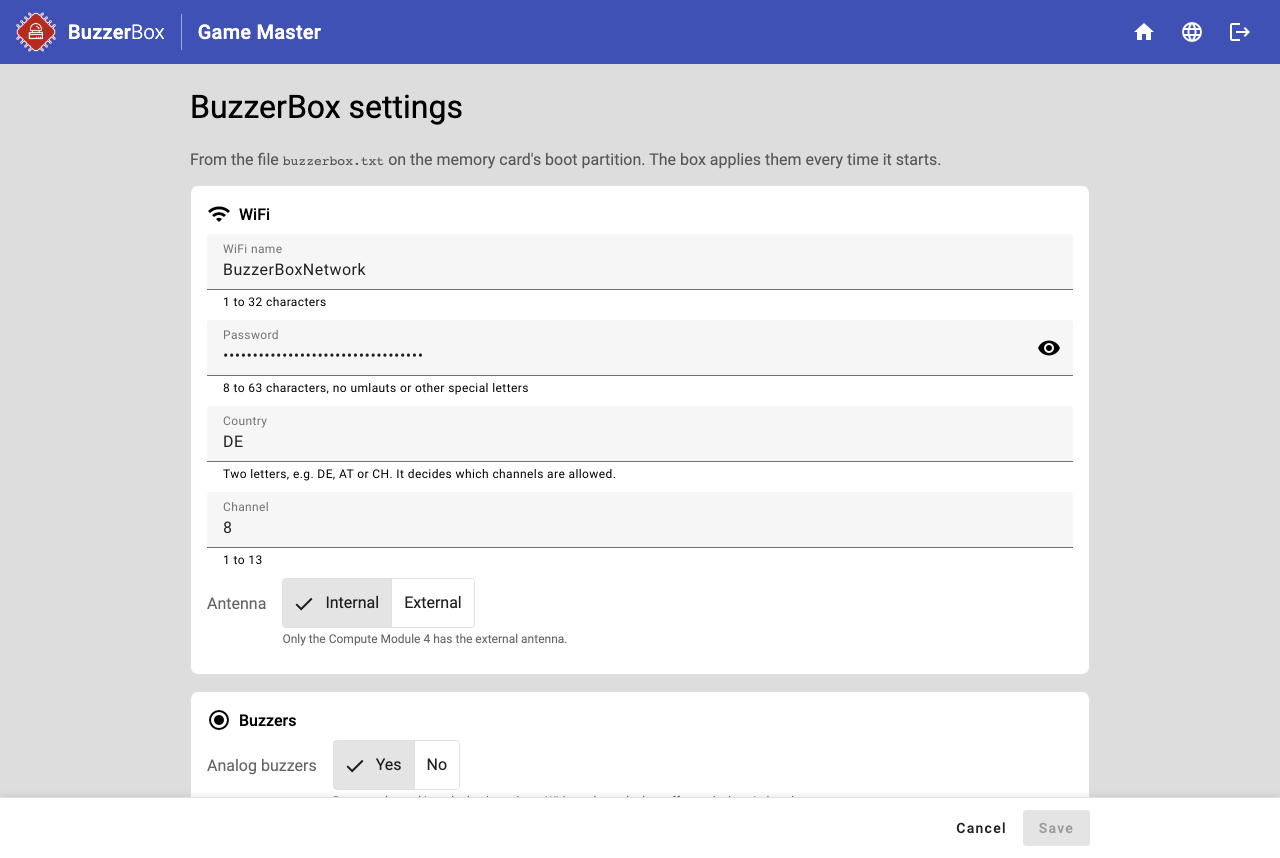 BuzzerBox
Game Master
BuzzerBox settings
From the file buzzerbox.txt on the memory card's boot partition. The box applies them every time it starts.
WiFi
WiFi name
BuzzerBoxNetwork
1 to 32 characters
Password
••••••••••••••••••••••••••••••••••
8 to 63 characters, no umlauts or other special letters
Country
DE
Two letters, e.g. DE, AT or CH. It decides which channels are allowed.
Channel
8
1 to 13
Antenna
Internal
External
Only the Compute Module 4 has the external antenna.
Buzzers
Analog buzzers
Yes
No
Cancel
Save